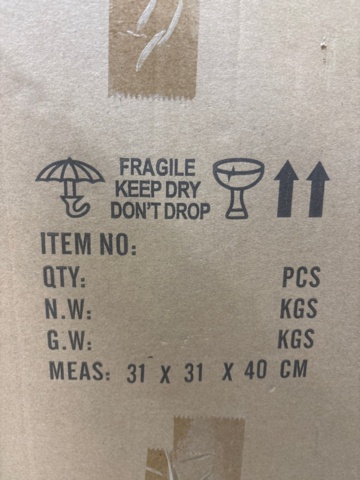 FRAGILE
KEEP DRY
DON'T DROP
ITEM NO:
QTY: PCS
N.W: KGS
G.W: KGS
MEAS: 31 X 31 X 40 CM